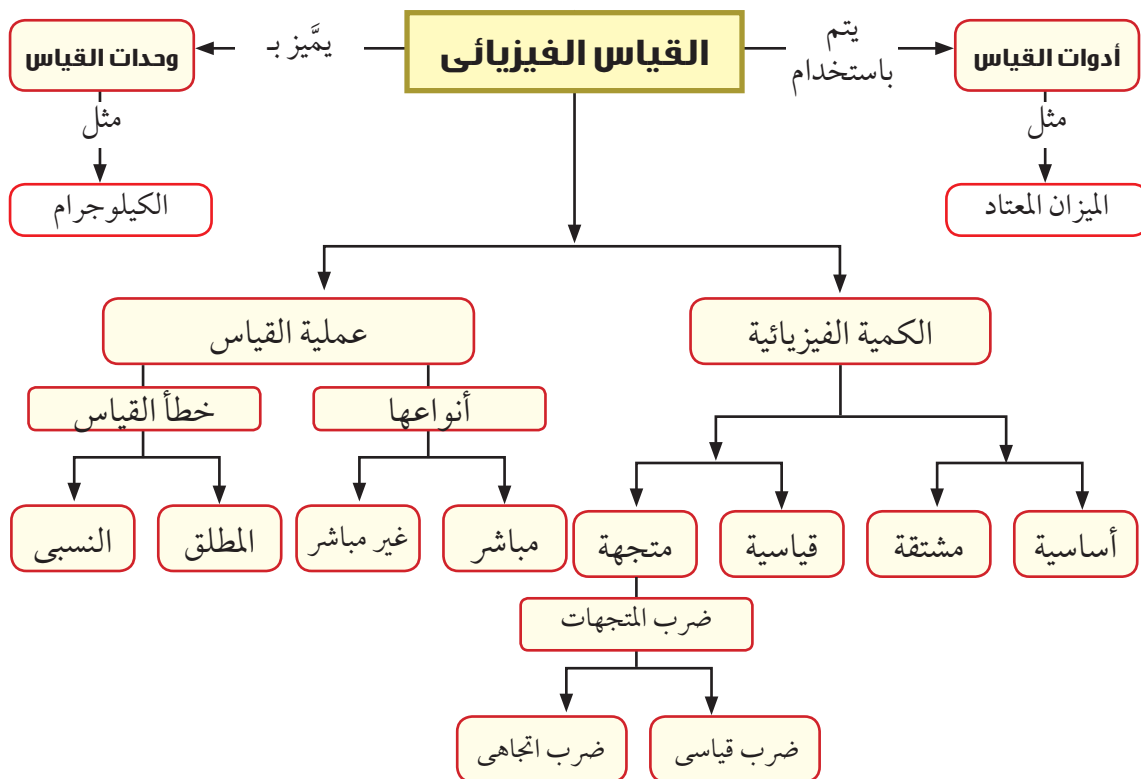 القياس الفيزيائى
يتم
باستخدام
أدوات القياس
مثل
الميزان المعتاد
يمَّيز بـ
وحدات القياس
مثل
الكيلوجرام
الكمية الفيزيائية
عملية القياس
أنواعها
خطأ القياس
أساسية
مشتقة
قياسية
متجهة
مباشر
غير مباشر
المطلق
النسبى
ضرب المتجهات
ضرب قياسى
ضرب اتجاهى